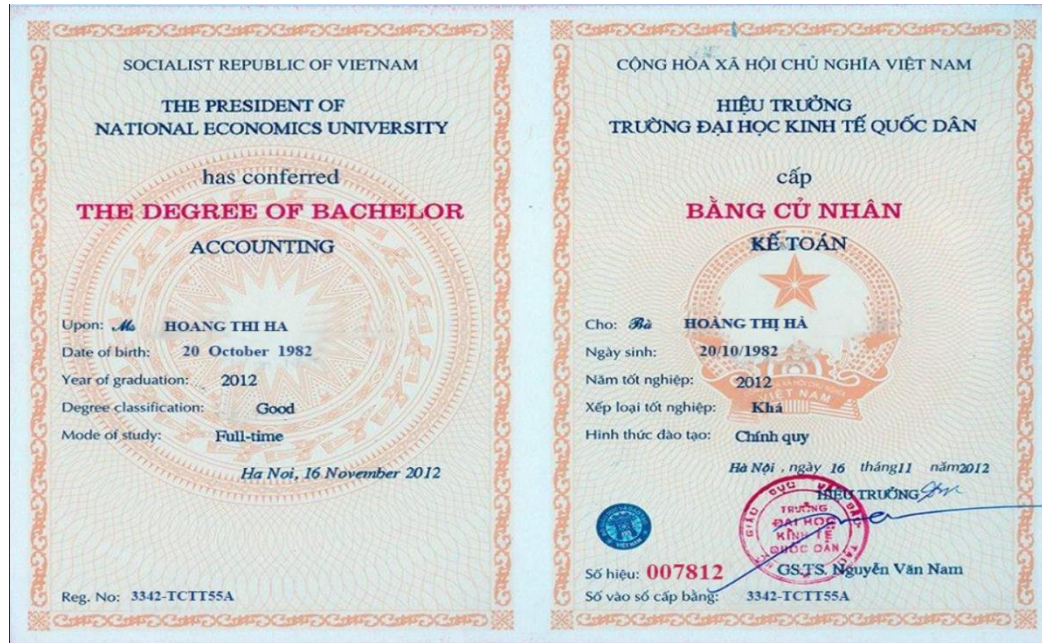 SOCIALIST REPUBLIC OF VIETNAM
THE PRESIDENT OF
NATIONAL ECONOMICS UNIVERSITY
has conferred
THE DEGREE OF BACHELOR
ACCOUNTING
Upon: Ms HOANG THI HA
Date of birth: 20 October 1982
Year of graduation: 2012
Degree classification: Good
Mode of study: Full-time
Ha Noi, 16 November 2012
Reg. No: 3342-TCTT55A
CỘNG HÒA XÃ HỘI CHỦ NGHĨA VIỆT NAM
HIỆU TRƯỞNG
TRƯỜNG ĐẠI HỌC KINH TẾ QUỐC DÂN
cấp
BẰNG CỦ NHÂN
KẾ TOÁN
Cho: Bà HOÀNG THỊ HÀ
Ngày sinh: 20/10/1982
Năm tốt nghiệp: 2012
Xếp loại tốt nghiệp: Khá
Hình thức đào tạo: Chính quy
VIỆT NAM
Hà Nội , ngày 16 tháng11 năm2012
HIỆU TRƯỞNG
TRƯỜNG
ĐẠI HỌC
KINH TẾ
QUỐC DÂN
Số hiệu: 007812
GS.TS. Nguyễn Văn Nam
Số vào sổ cấp bằng: 3342-TCTT55A